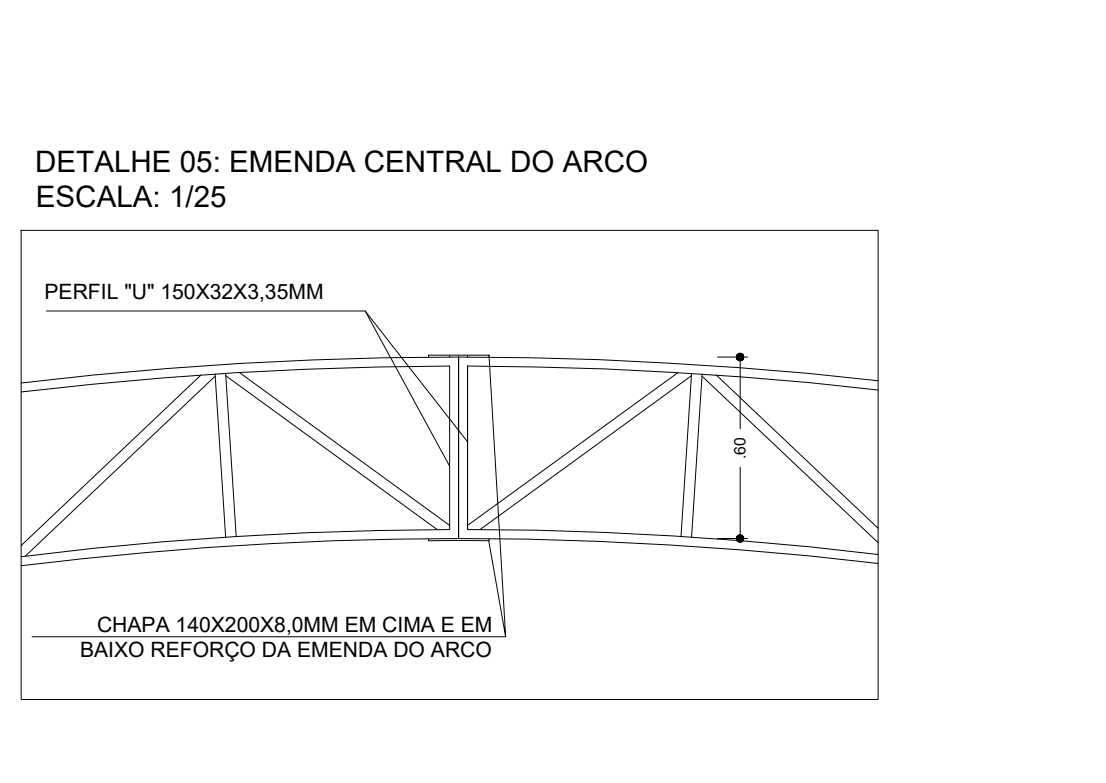 DETALHE 05: EMENDA CENTRAL DO ARCO
ESCALA: 1/25
PERFIL "U" 150X32X3,35MM
.60
CHAPA 140X200X8,0MM EM CIMA E EM
BAIXO REFORÇO DA EMENDA DO ARCO